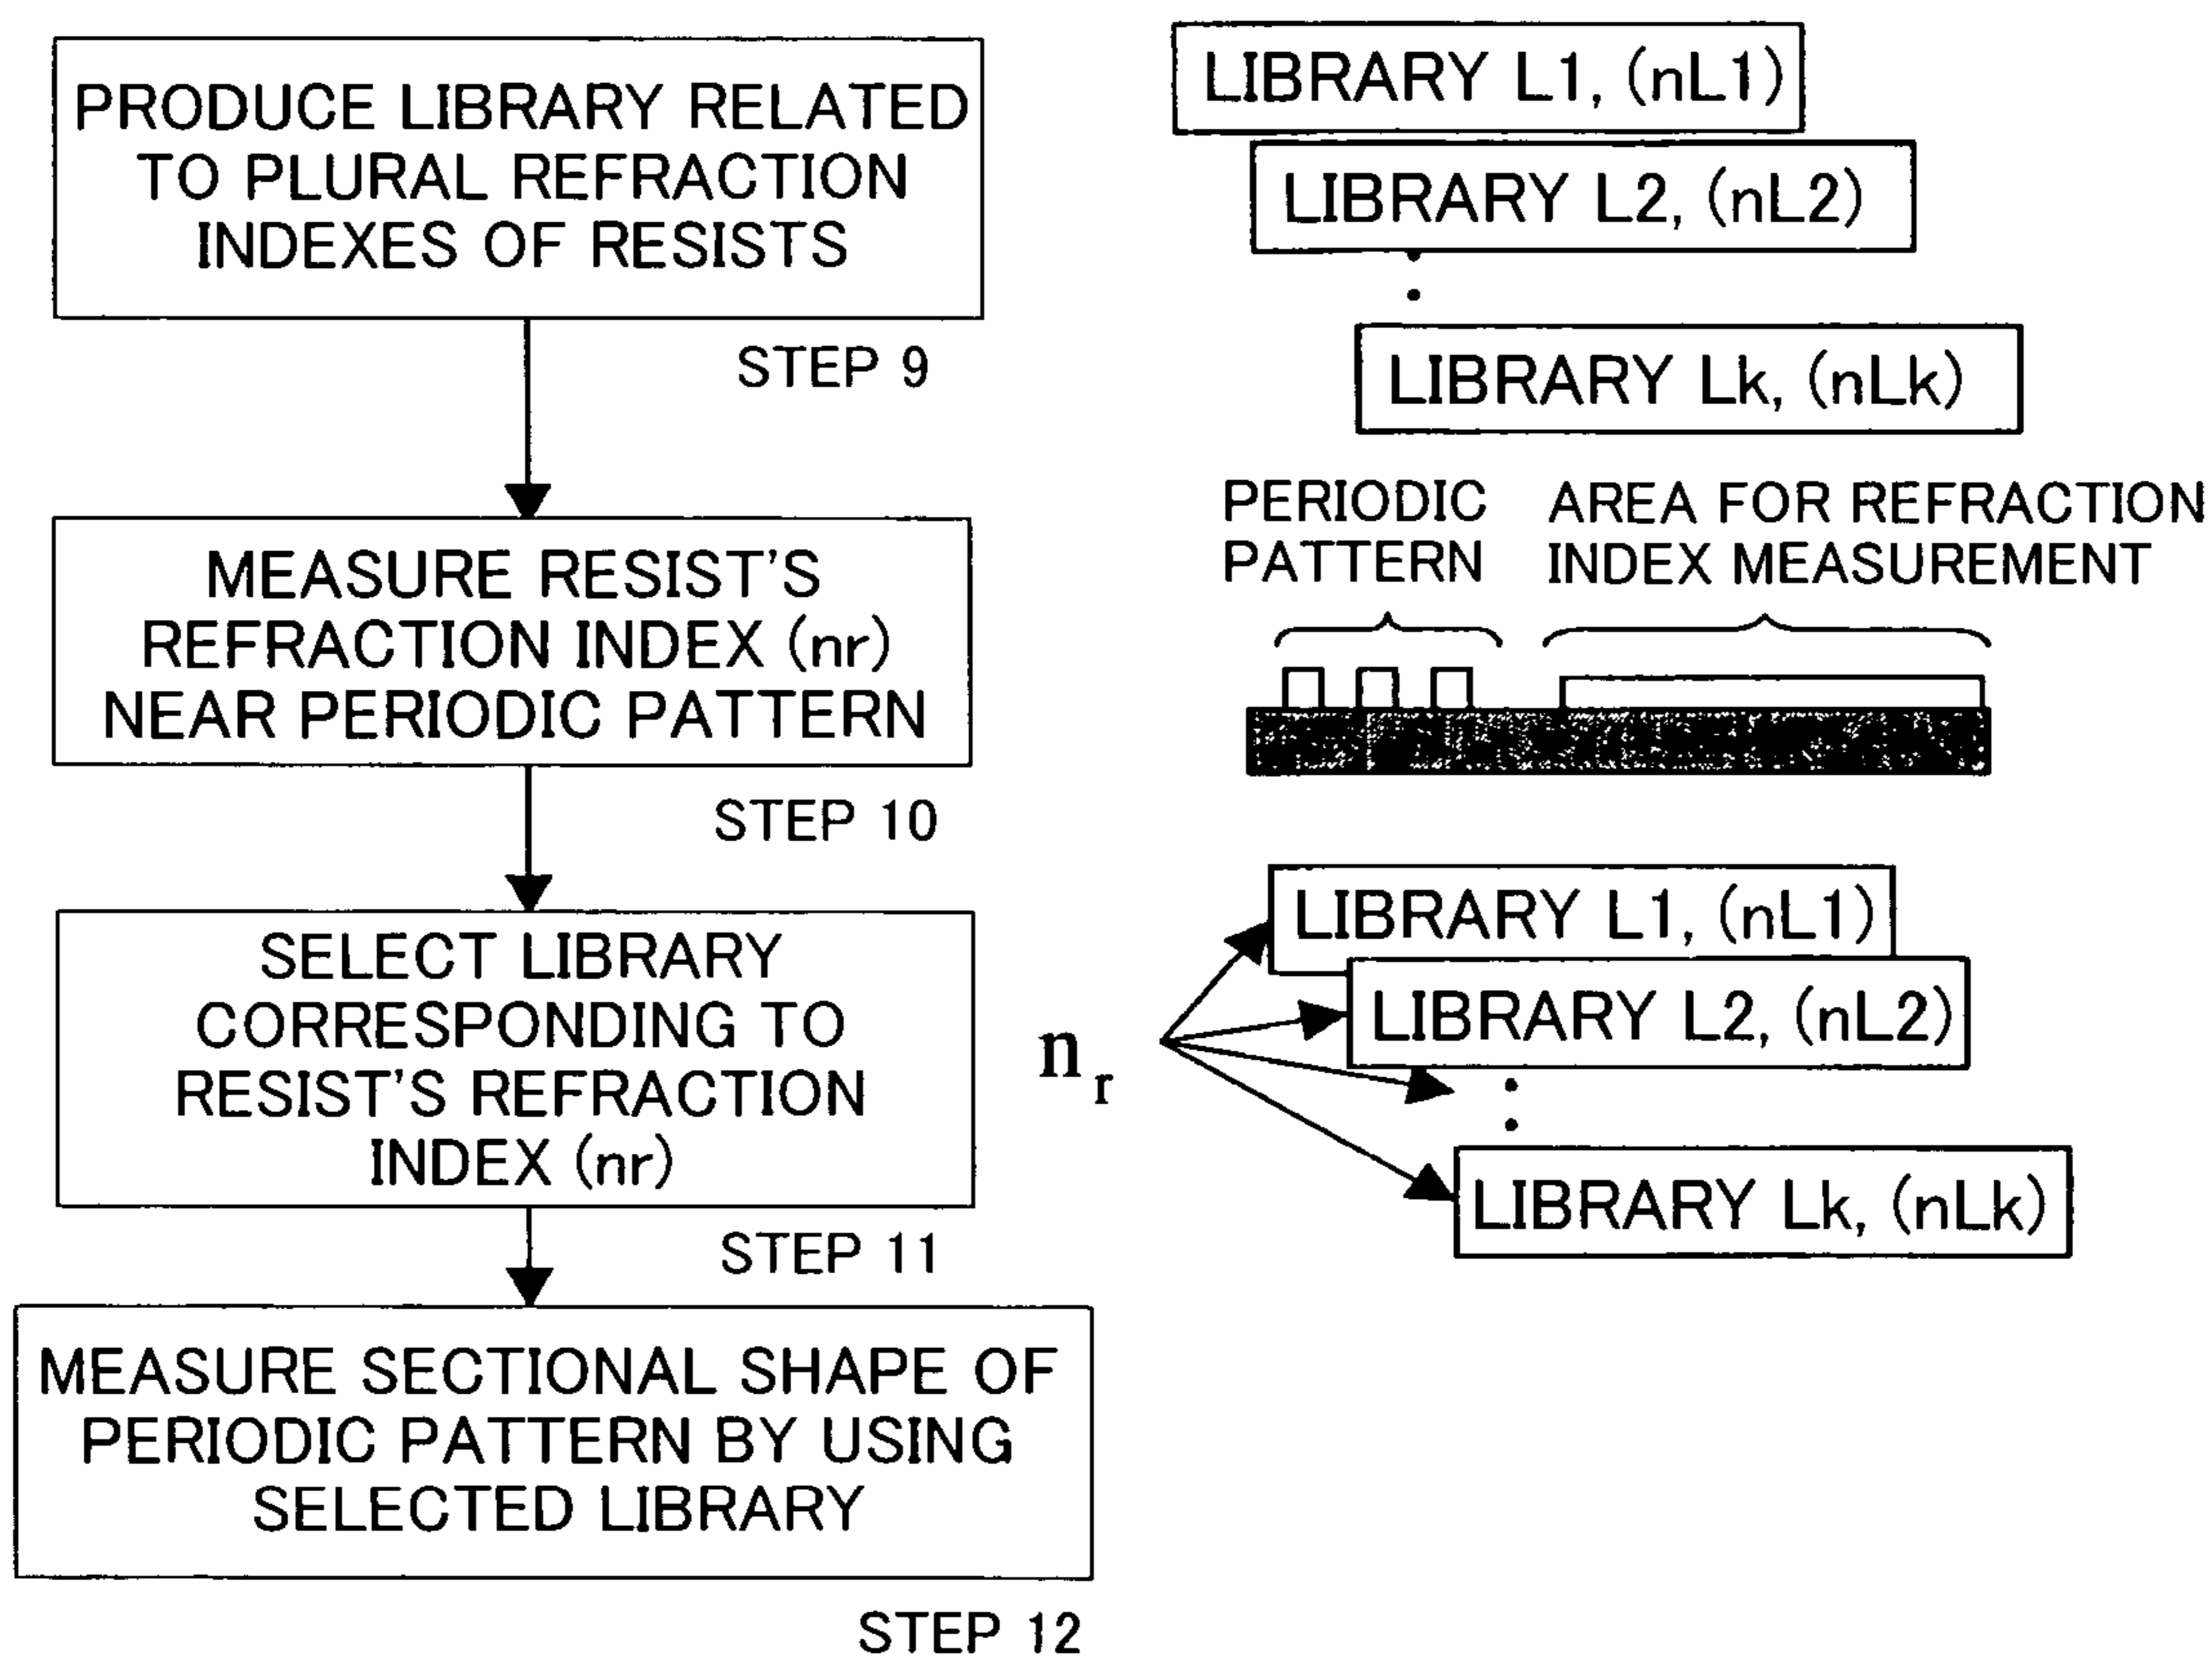 PRODUCE LIBRARY RELATED
TO PLURAL REFRACTION
INDEXES OF RESISTS
STEP 9
LIBRARY L1, (nL1)
LIBRARY L2, (nL2)
LIBRARY Lk, (nLk)
MEASURE RESIST'S
REFRACTION INDEX (nr)
NEAR PERIODIC PATTERN
STEP 10
PERIODIC
PATTERN
AREA FOR REFRACTION
INDEX MEASUREMENT
SELECT LIBRARY
CORRESPONDING TO
RESIST'S REFRACTION
INDEX (nr)
STEP 11
nr
LIBRARY L1, (nL1)
LIBRARY L2, (nL2)
LIBRARY Lk, (nLk)
MEASURE SECTIONAL SHAPE OF
PERIODIC PATTERN BY USING
SELECTED LIBRARY
STEP 12